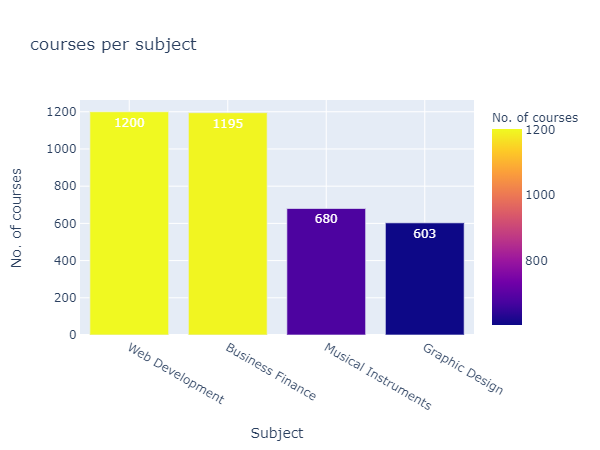 courses per subject
No. of courses
1200
1000
800
600
400
200
0
1200
1195
680
603
Web Development
Business Finance
Musical Instruments
Graphic Design
Subject
No. of courses
1200
1000
800